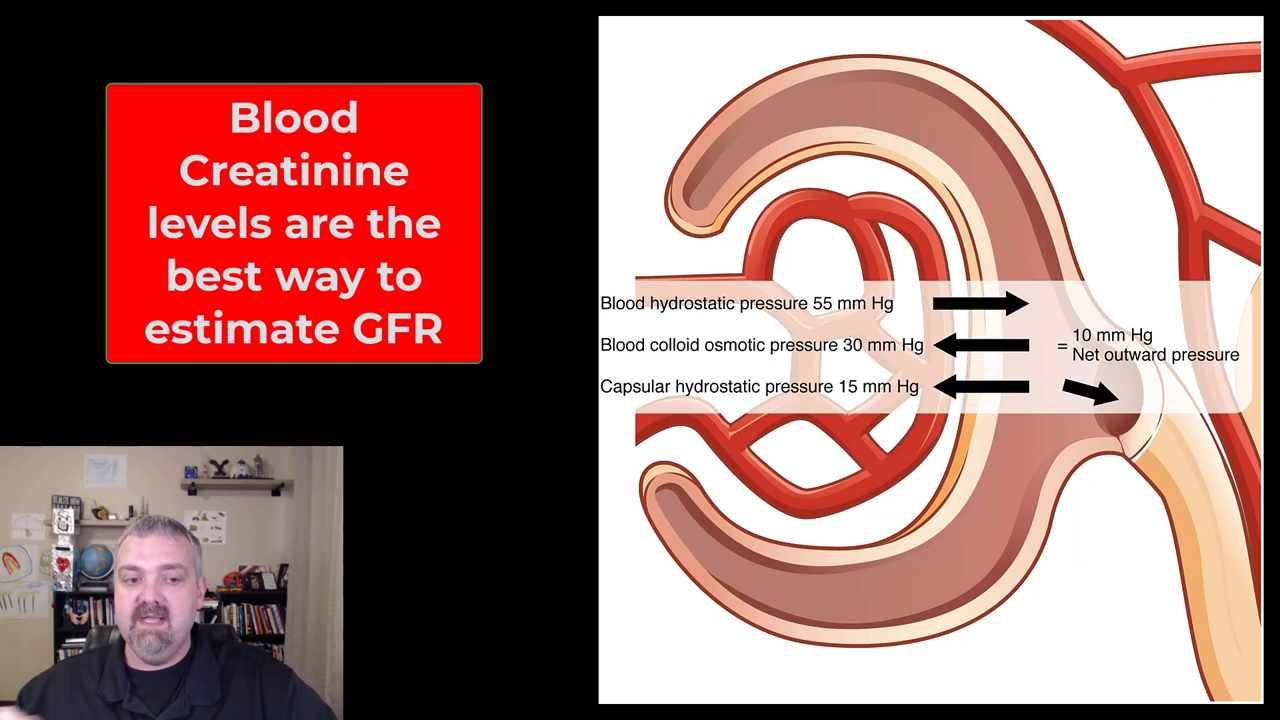 Blood
Creatinine
levels are the
best way to
estimate GFR
Blood hydrostatic pressure 55 mm Hg
Blood colloid osmotic pressure 30 mm Hg
Capsular hydrostatic pressure 15 mm Hg
= 10 mm Hg
Net outward pressure